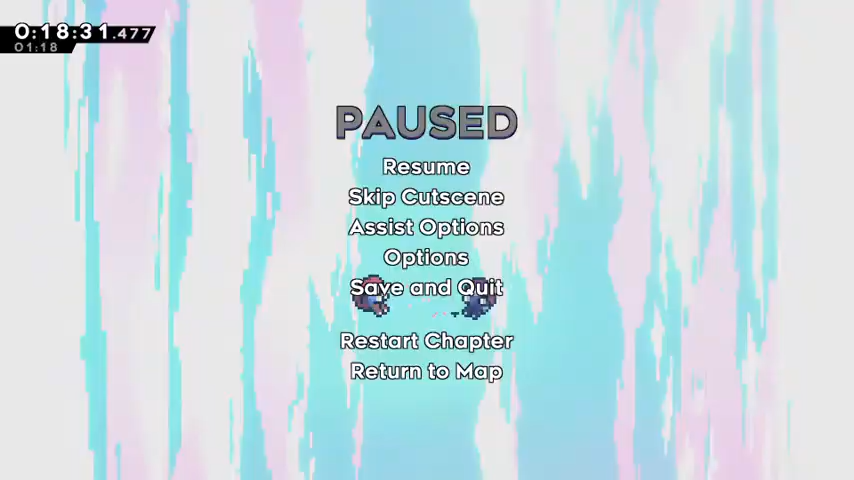 0:18:31.477
01:18
PAUSED
Resume
Skip Cutscene
Assist Options
Options
Save and Quit
Restart Chapter
Return to Map